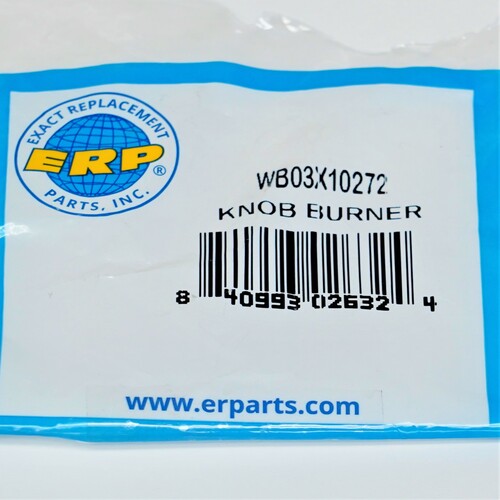 EXACT REPLACEMENT
ERP®
PARTS, INC.
WB03X10272
KNOB BURNER
8 40993 02632 4
www.erparts.com